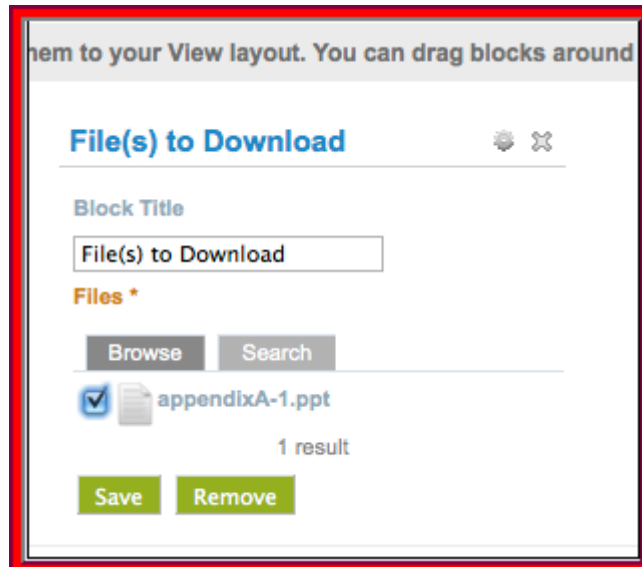 hem to your View layout. You can drag blocks around
File(s) to Download
Block Title
File(s) to Download
Files *
Browse Search
appendixA-1.ppt
1 result
Save Remove